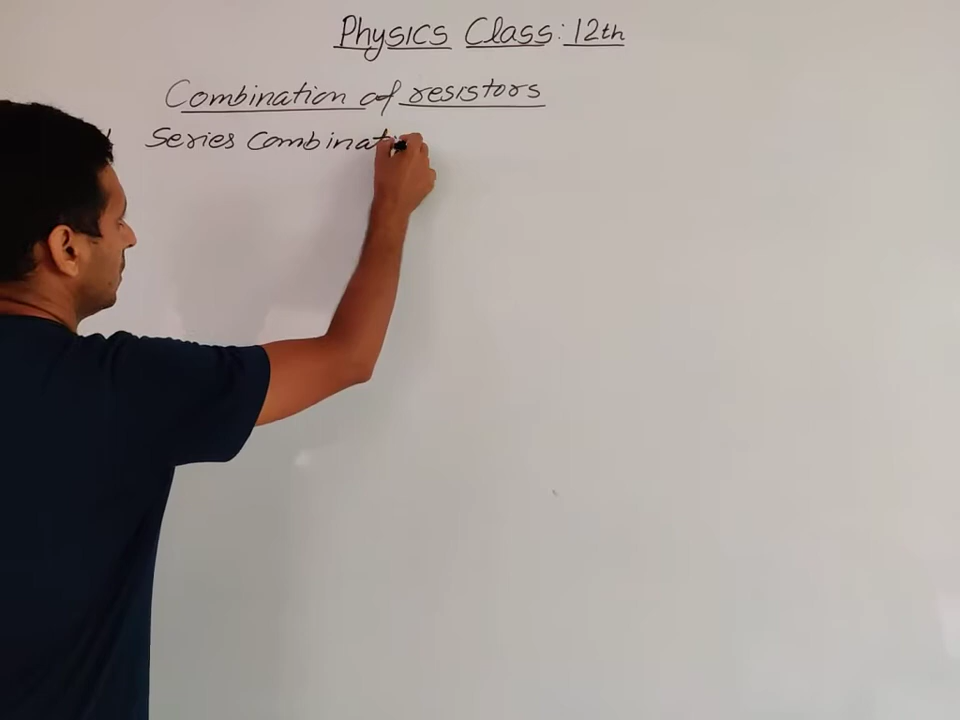 Physics Class: 12th
Combination of resistors
Series Combinati